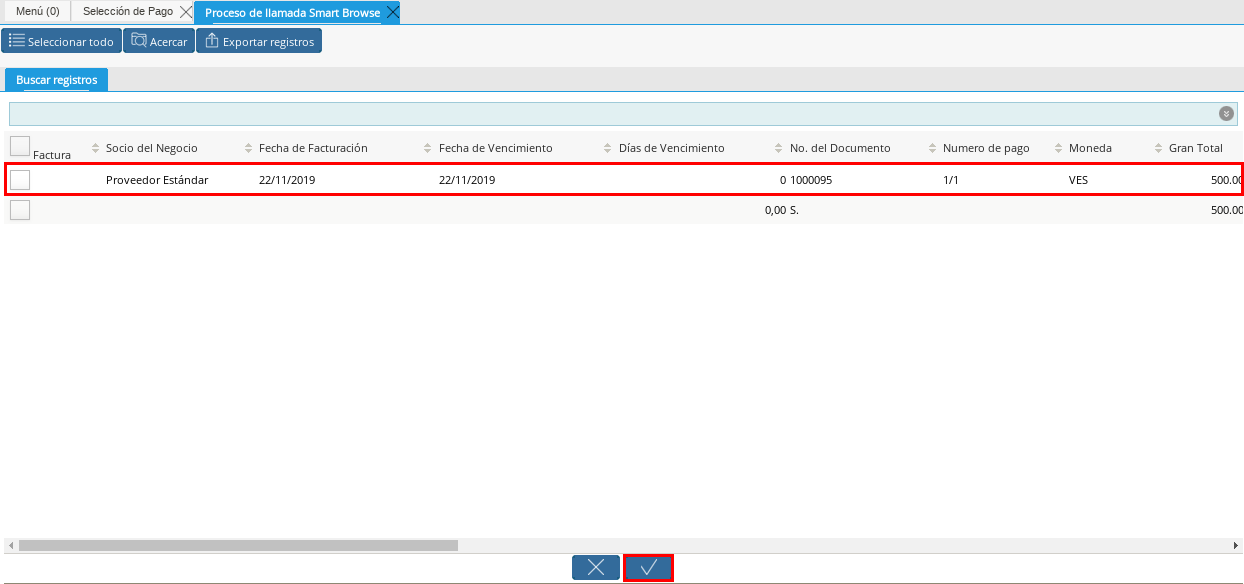 Menú (0) Selección de Pago Proceso de llamada Smart Browse
Seleccionar todo Acercar Exportar registros
Buscar registros
Factura Socio del Negocio Fecha de Facturación Fecha de Vencimiento Días de Vencimiento No. del Documento Numero de pago Moneda Gran Total
Proveedor Estándar 22/11/2019 22/11/2019 0 1000095 1/1 VES 500.00
0,00 S. 500.00